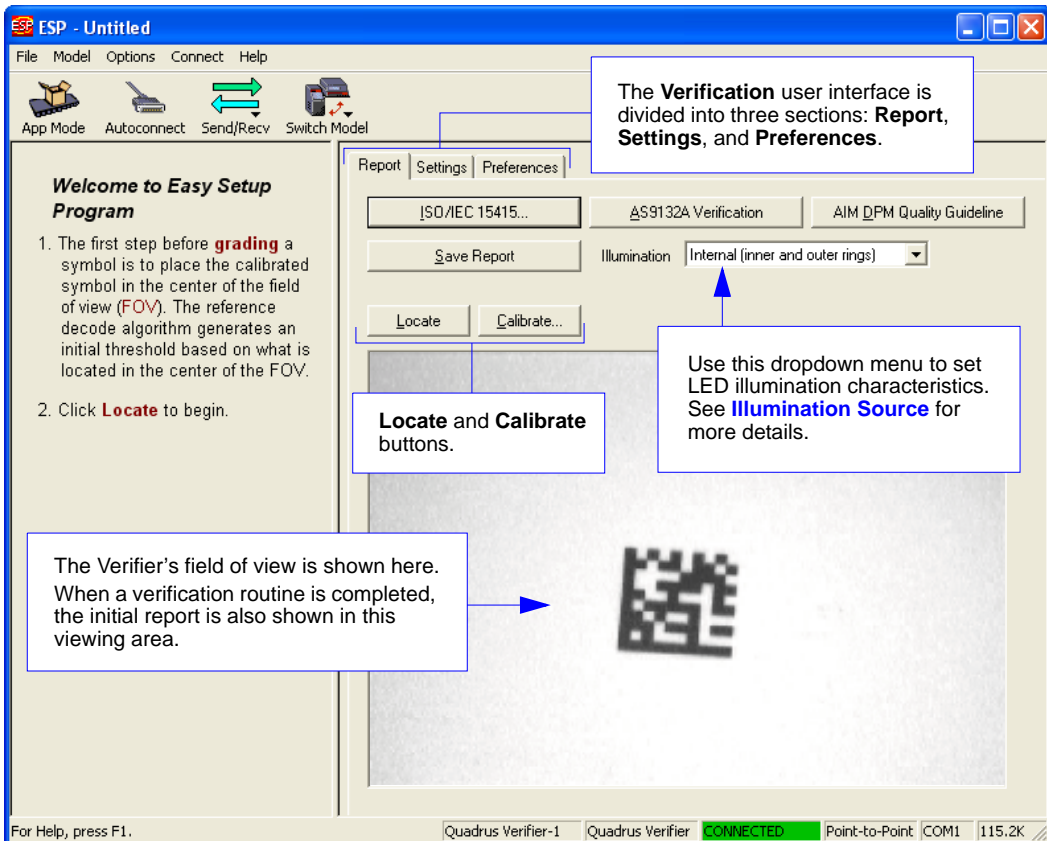 ESP - Untitled
File Model Options Connect Help
App Mode Autoconnect Send/Recv Switch Model
The Verification user interface is
divided into three sections: Report,
Settings, and Preferences.
Welcome to Easy Setup
Program
1. The first step before grading a
symbol is to place the calibrated
symbol in the center of the field
of view (FOV). The reference
decode algorithm generates an
initial threshold based on what is
located in the center of the FOV.
2. Click Locate to begin.
Report Settings Preferences
ISO/IEC 15415... AS9132A Verification AIM DPM Quality Guideline
Save Report Illumination Internal (inner and outer rings)
Locate Calibrate...
Use this dropdown menu to set
LED illumination characteristics.
See Illumination Source for
more details.
Locate and Calibrate
buttons.
The Verifier’s field of view is shown here.
When a verification routine is completed,
the initial report is also shown in this
viewing area.
For Help, press F1. Quadrus Verifier-1 Quadrus Verifier CONNECTED Point-to-Point COM1 115.2K